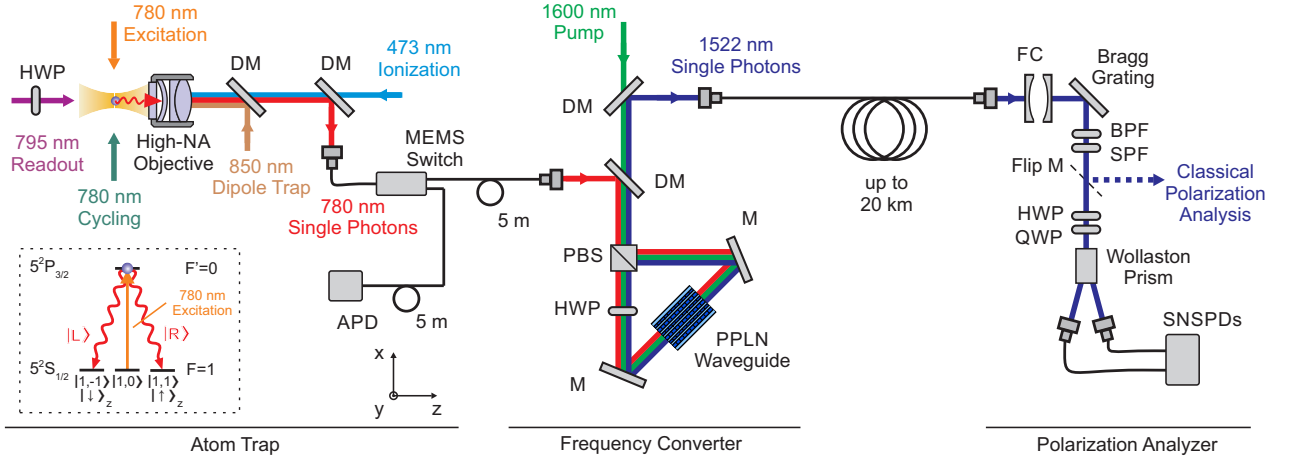 780 nm
Excitation
HWP
795 nm
Readout
780 nm
Cycling
High-NA
Objective
DM
DM
473 nm
Ionization
850 nm
Dipole Trap
MEMS
Switch
780 nm
Single Photons
5 m
APD
5 m
5²P3/2
F'=0
780 nm
Excitation
|L⟩
|R⟩
5²S1/2
F=1
|1,-1⟩ |1,0⟩ |1,1⟩
|↓⟩z
|↑⟩z
x
y
z
Atom Trap
1600 nm
Pump
1522 nm
Single Photons
DM
DM
PBS
M
HWP
PPLN
Waveguide
M
Frequency Converter
up to
20 km
FC
Bragg
Grating
BPF
SPF
Flip M
Classical
Polarization
Analysis
HWP
QWP
Wollaston
Prism
SNSPDs
Polarization Analyzer